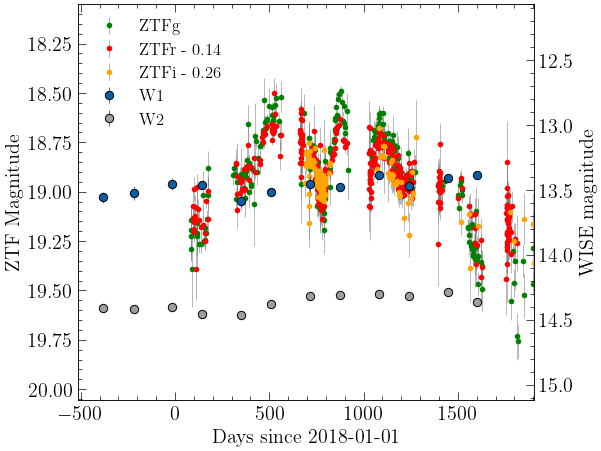 ZTFg
ZTFr - 0.14
ZTFi - 0.26
W1
W2
18.25
18.50
18.75
19.00
19.25
19.50
19.75
20.00
ZTF Magnitude
12.5
13.0
13.5
14.0
14.5
15.0
WISE magnitude
−500
0
500
1000
1500
Days since 2018-01-01